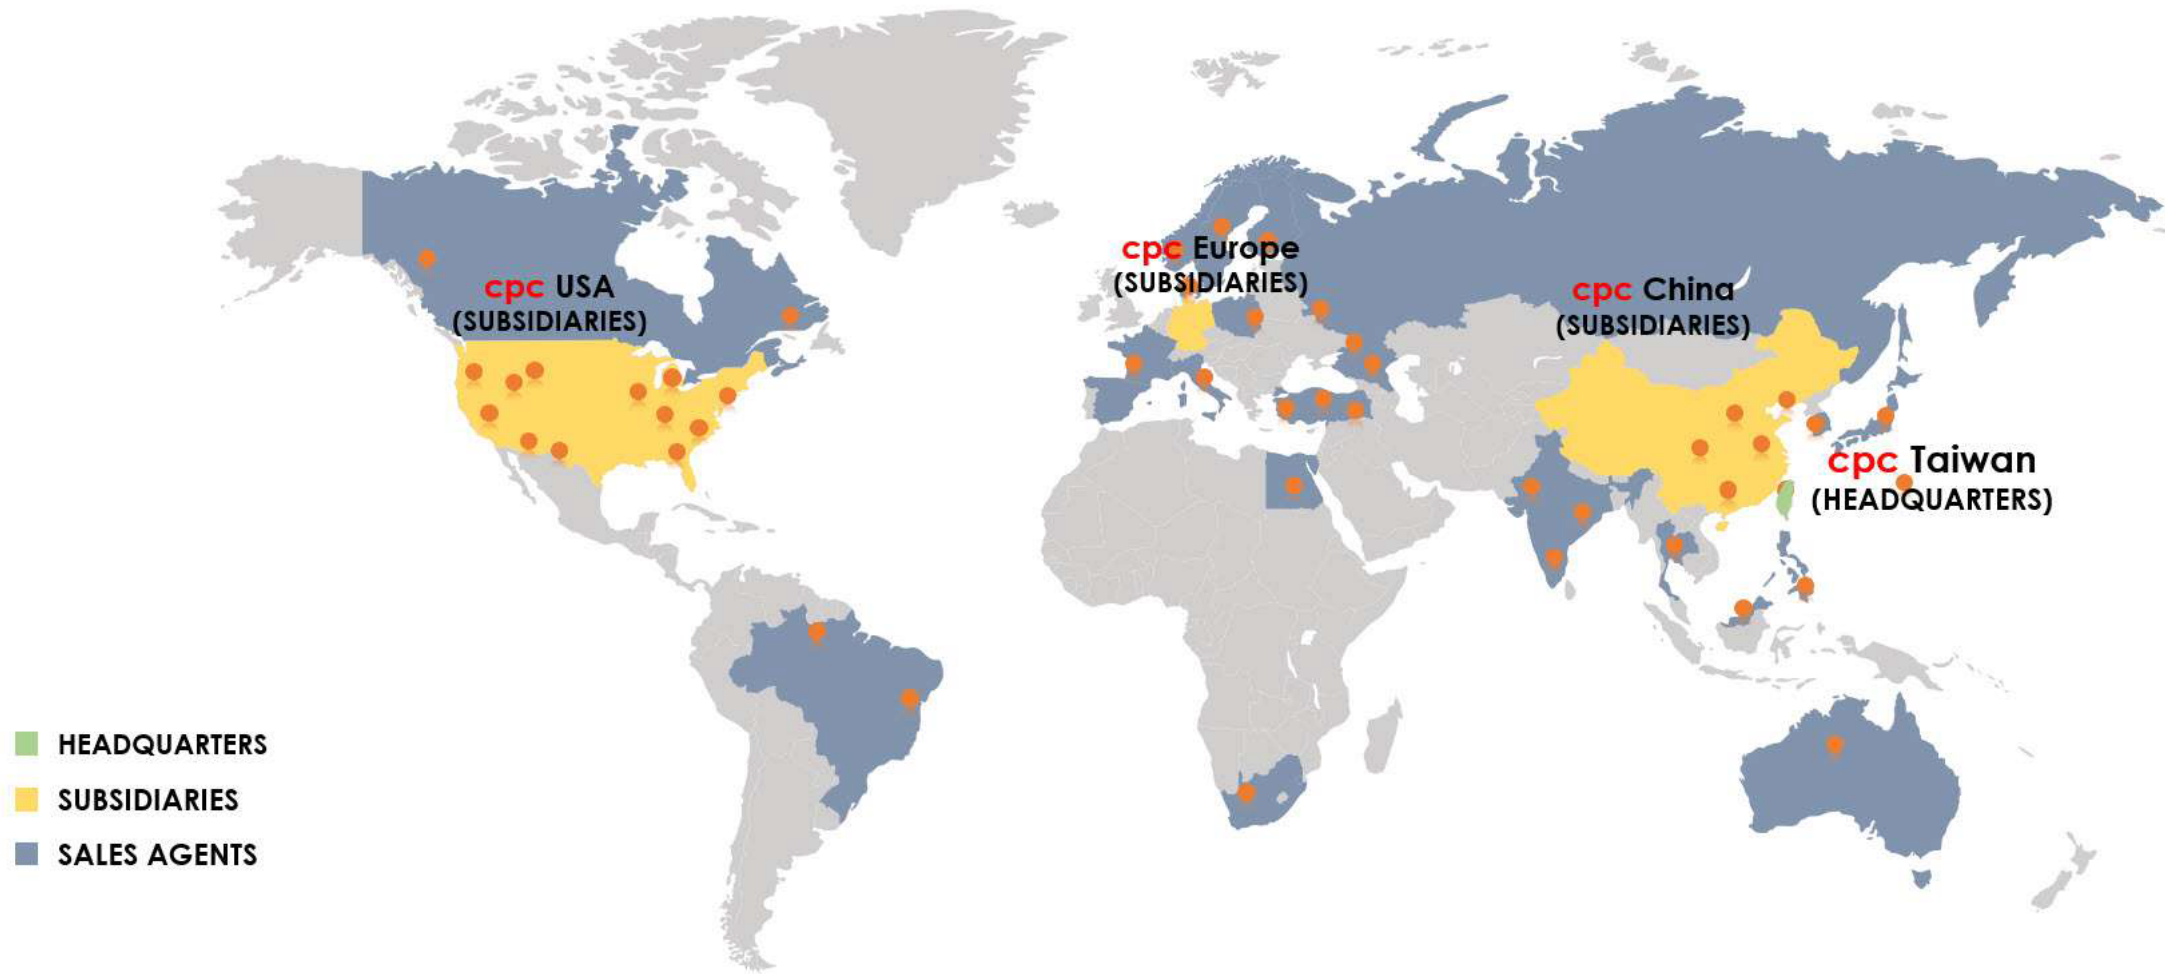 cpc USA
(SUBSIDIARIES)
cpc Europe
(SUBSIDIARIES)
cpc China
(SUBSIDIARIES)
cpc Taiwan
(HEADQUARTERS)
HEADQUARTERS
SUBSIDIARIES
SALES AGENTS